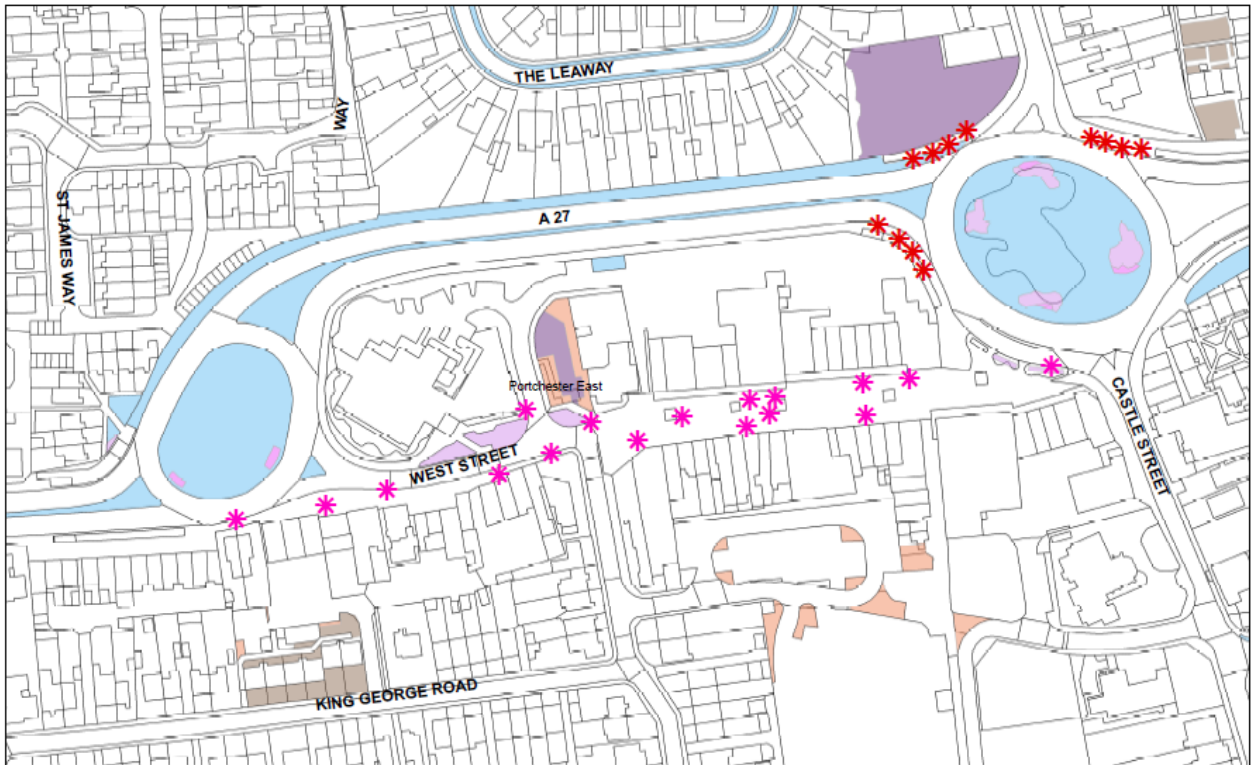 THE LEAWAY
WAY
ST JAMES WAY
A 27
Portchester East
CASTLE STREET
WEST STREET
KING GEORGE ROAD